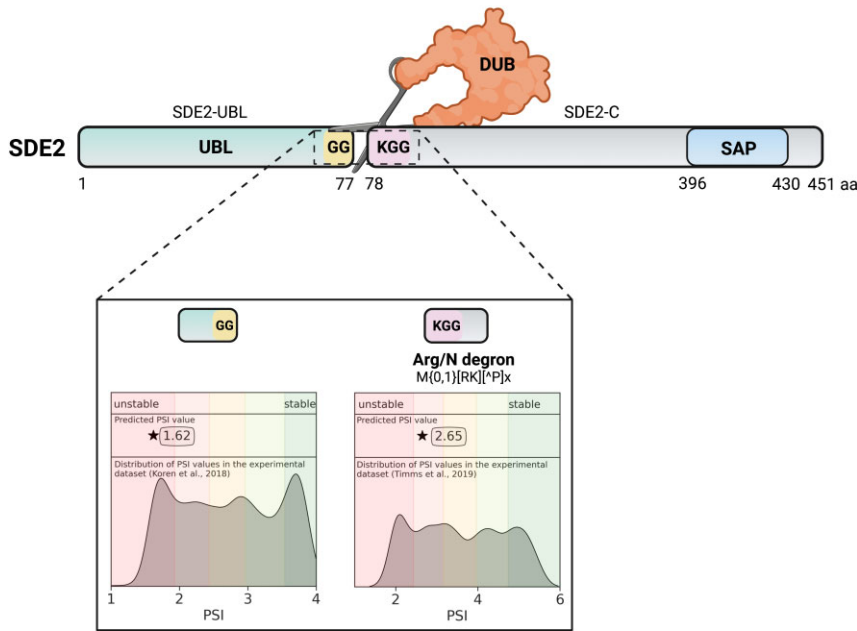 DUB
SDE2-UBL
SDE2-C
SDE2
UBL
GG
KGG
SAP
1
77
78
396
430
451 aa
GG
KGG
Arg/N degron
M{0,1}[RK][^P]x
unstable
stable
Predicted PSI value
★1.62
Distribution of PSI values in the experimental
dataset (Koren et al., 2018)
1
2
3
4
PSI
unstable
stable
Predicted PSI value
★2.65
Distribution of PSI values in the experimental
dataset (Timms et al., 2019)
2
4
6
PSI